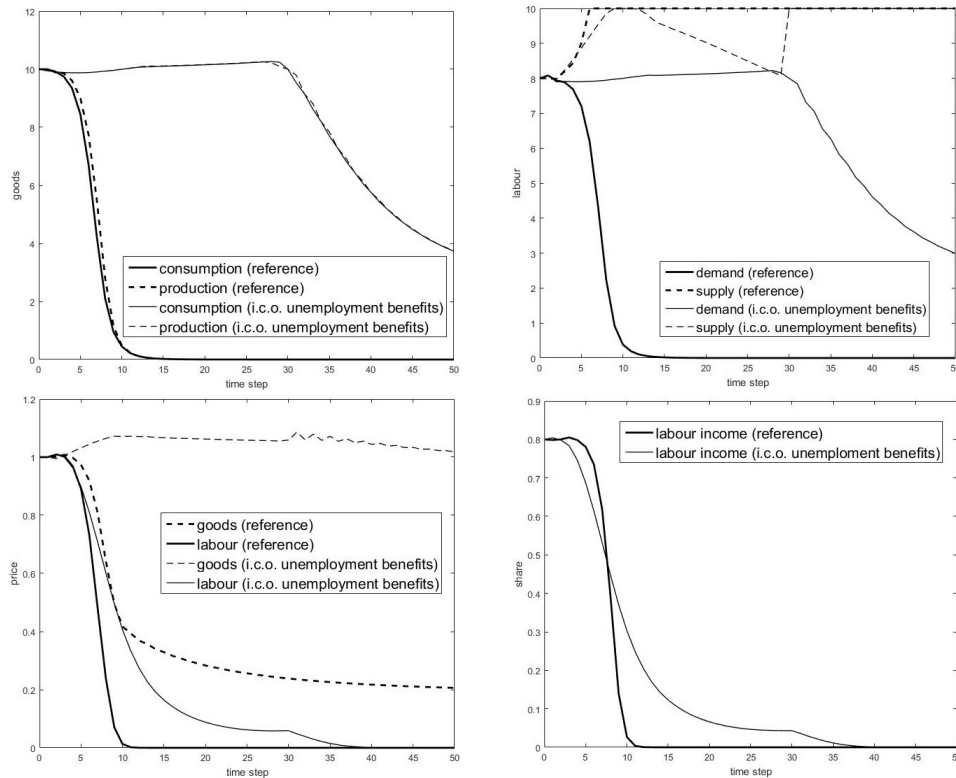 12
10
8
6
4
2
0
goods
consumption (reference)
production (reference)
consumption (i.c.o. unemployment benefits)
production (i.c.o. unemployment benefits)
0 5 10 15 20 25 30 35 40 45 50
time step
10
9
8
7
6
5
4
3
2
1
0
labour
demand (reference)
supply (reference)
demand (i.c.o. unemployment benefits)
supply (i.c.o. unemployment benefits)
0 5 10 15 20 25 30 35 40 45 50
time step
1.2
1
0.8
0.6
0.4
0.2
0
price
goods (reference)
labour (reference)
goods (i.c.o. unemployment benefits)
labour (i.c.o. unemployment benefits)
0 5 10 15 20 25 30 35 40 45 50
time step
0.9
0.8
0.7
0.6
0.5
0.4
0.3
0.2
0.1
0
share
labour income (reference)
labour income (i.c.o. unemploment benefits)
0 5 10 15 20 25 30 35 40 45 50
time step